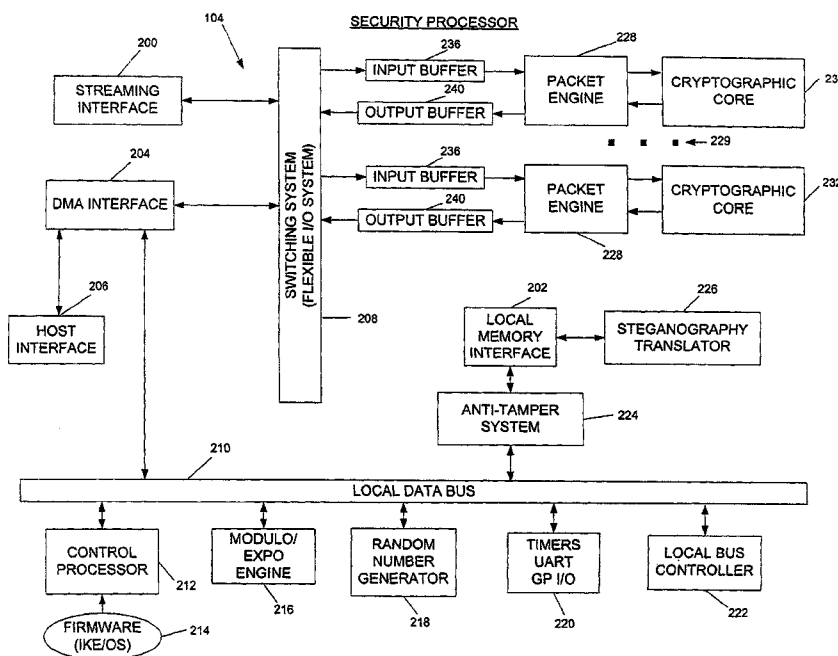 SECURITY PROCESSOR
104
200
STREAMING
INTERFACE
236
INPUT BUFFER
240
OUTPUT BUFFER
228
PACKET
ENGINE
CRYPTOGRAPHIC
CORE
229
204
DMA INTERFACE
SWITCHING SYSTEM
(FLEXIBLE I/O SYSTEM)
236
INPUT BUFFER
240
OUTPUT BUFFER
PACKET
ENGINE
228
CRYPTOGRAPHIC
CORE
232
206
HOST
INTERFACE
208
202
LOCAL
MEMORY
INTERFACE
226
STEGANOGRAPHY
TRANSLATOR
ANTI-TAMPER
SYSTEM
224
210
LOCAL DATA BUS
CONTROL
PROCESSOR
212
FIRMWARE
(IKE/OS)
214
MODULO/
EXPO
ENGINE
216
RANDOM
NUMBER
GENERATOR
218
TIMERS
UART
GP I/O
220
LOCAL BUS
CONTROLLER
222